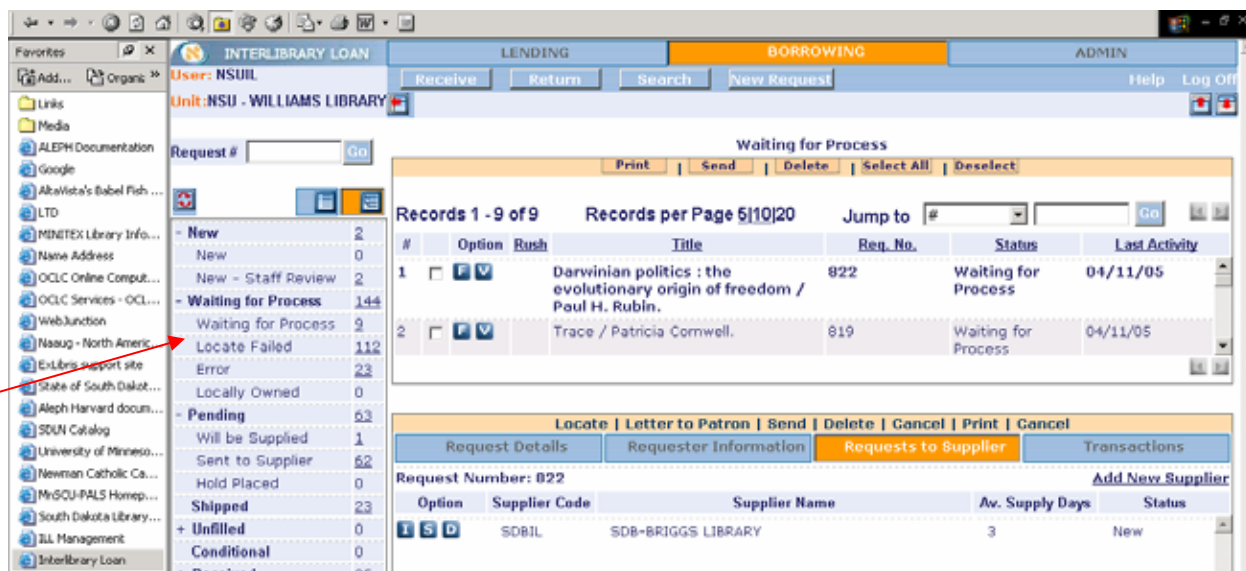 Favorites
Add... Organi. »
Links
Media
ALEPH Documentation
Google
AltaVista's Babel Fish ...
LTD
MINITEX Library Info...
Name Address
OCLC Online Comput...
OCLC Services - OCL...
WebJunction
Naaug - North Americ...
ExLibris support site
State of South Dakot...
Aleph Harvard docum...
SDLN Catalog
University of Minneso...
Newman Catholic Ca...
MnSCU-PALS Homep...
South Dakota Library...
ILL Management
Interlibrary Loan
INTERLIBRARY LOAN
User: NSUIL
Unit:NSU - WILLIAMS LIBRARY
Request # Go
- New 2
New 0
New - Staff Review 2
- Waiting for Process 144
Waiting for Process 9
Locate Failed 112
Error 23
Locally Owned 0
- Pending 63
Will be Supplied 1
Sent to Supplier 62
Hold Placed 0
Shipped 23
+ Unfilled 0
Conditional 0
LENDING BORROWING ADMIN
Receive Return Search New Request Help Log Off
Waiting for Process
Print | Send | Delete | Select All | Deselect
Records 1 - 9 of 9 Records per Page 5|10|20 Jump to # Go
# Option Rush Title Req. No. Status Last Activity
1 F V Darwinian politics : the evolutionary origin of freedom / Paul H. Rubin. 822 Waiting for Process 04/11/05
2 F V Trace / Patricia Cornwell. 819 Waiting for Process 04/11/05
Locate | Letter to Patron | Send | Delete | Cancel | Print | Cancel
Request Details Requester Information Requests to Supplier Transactions
Request Number: 822 Add New Supplier
Option Supplier Code Supplier Name Av. Supply Days Status
I S D SDBIL SDB-BRIGGS LIBRARY 3 New